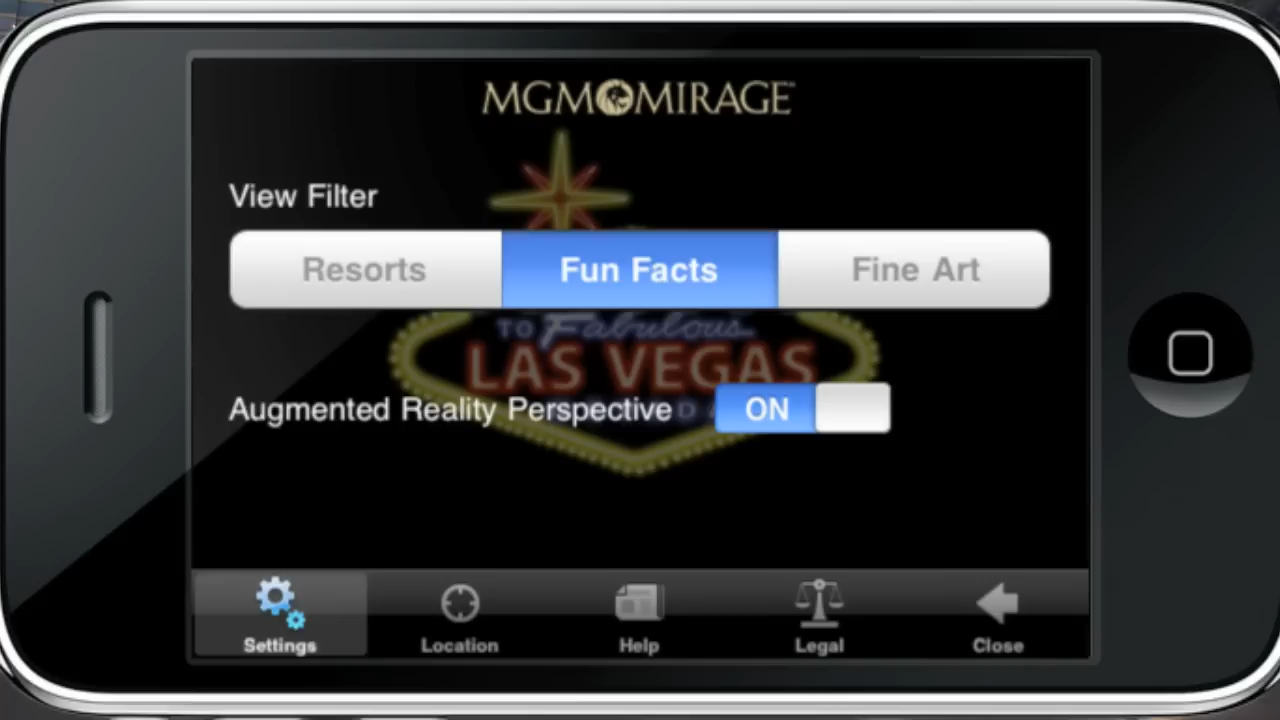 MGM MIRAGE
View Filter
Resorts Fun Facts Fine Art
TO Fabulous
LAS VEGAS
Augmented Reality Perspective ON
Settings Location Help Legal Close